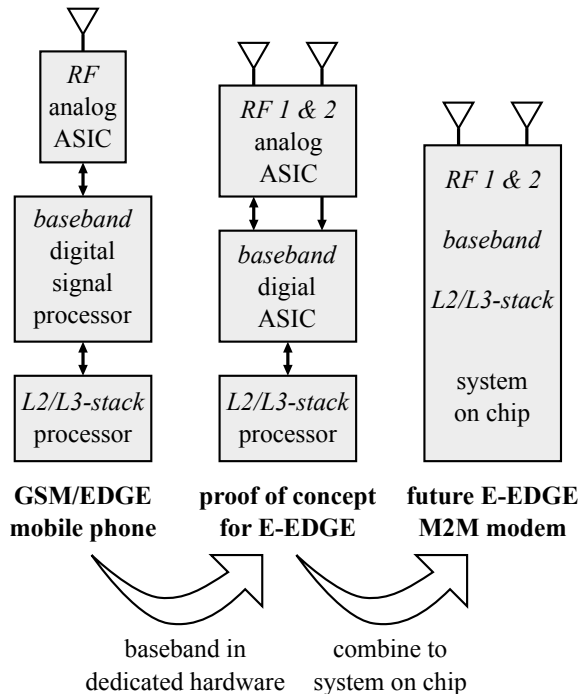 RF
analog
ASIC
baseband
digital
signal
processor
L2/L3-stack
processor
GSM/EDGE
mobile phone
RF 1 & 2
analog
ASIC
baseband
digial
ASIC
L2/L3-stack
processor
proof of concept
for E-EDGE
RF 1 & 2
baseband
L2/L3-stack
system
on chip
future E-EDGE
M2M modem
baseband in
dedicated hardware
combine to
system on chip